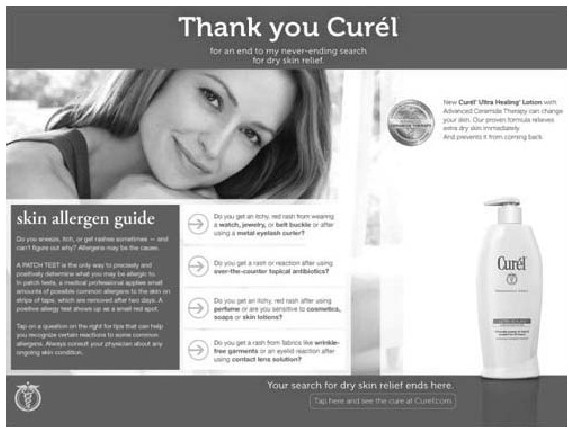 Thank you Curél
for an end to my never-ending search
for dry skin relief.
New Curél® Ultra Healing® Lotion with
Advanced Ceramide Therapy can change
your skin. Our proven formula relieves
extra dry skin immediately
And prevents it from coming back.
skin allergen guide
Do you sneeze, itch, or get rashes sometimes — and
can't figure out why? Allergens may be the cause.
A PATCH TEST is the only way to precisely and
positively determine what you may be allergic to.
In patch tests, a medical professional applies small
amounts of possible common allergens to the skin on
strips of tape, which are removed after two days. A
positive allergy test shows up as a small red spot.
Tap on a question on the right for tips that can help
you recognize certain reactions to some common
allergens. Always consult your physician about any
ongoing skin condition.
Do you get an itchy, red rash from wearing
a watch, jewelry, or belt buckle or after
using a metal eyelash curler?
Do you get a rash or reaction after using
over-the-counter topical antibiotics?
Do you get an itchy, red rash after using
perfume or are you sensitive to cosmetics,
soaps or skin lotions?
Do you get a rash from fabrics like wrinkle-
free garments or an eyelid reaction after
using contact lens solution?
Curél
Your search for dry skin relief ends here.
Tap here and see the cure at Curel.com.